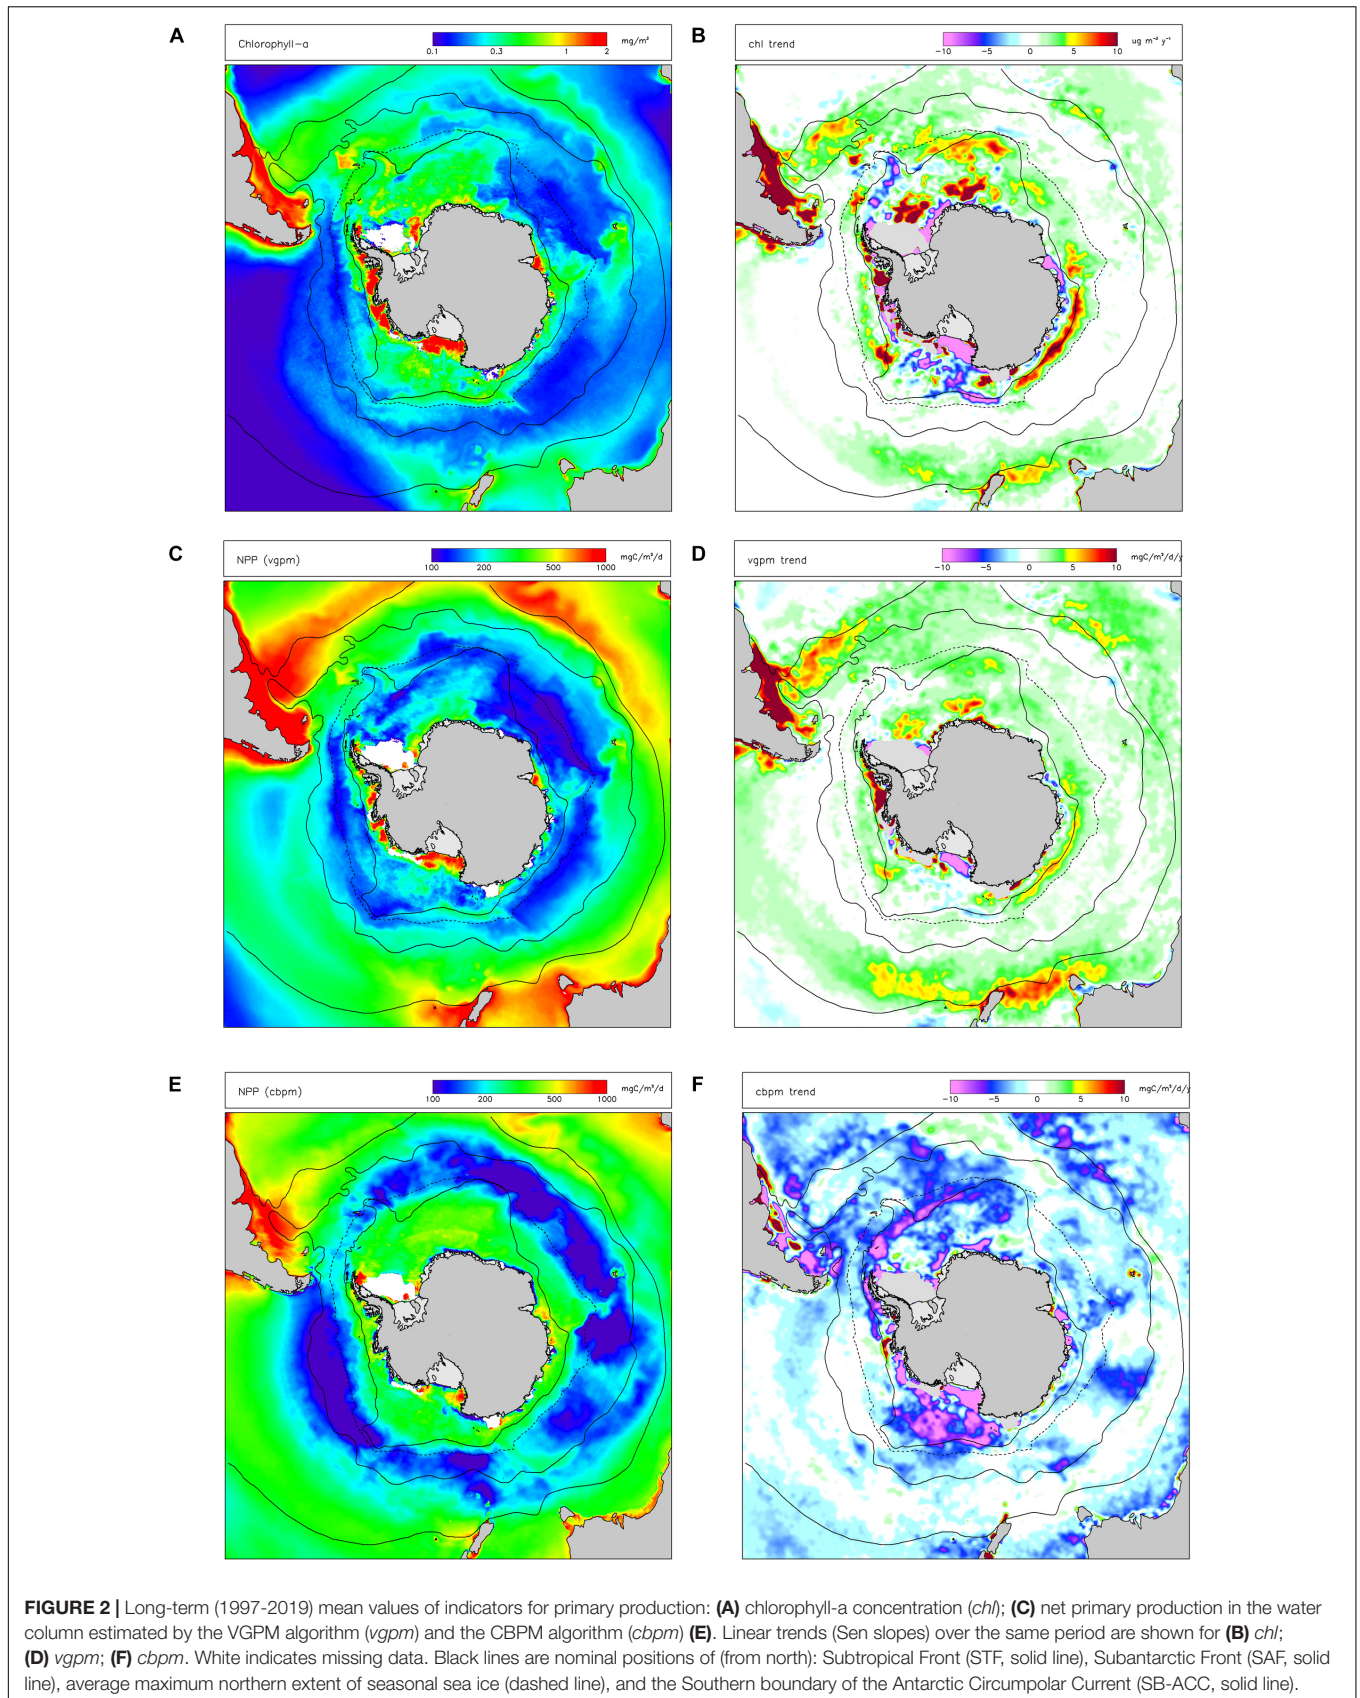 A
Chlorophyll-a
0.1 0.3 1 2
mg/m³
B
chl trend
-10 -5 0 5 10
ug m⁻² y⁻¹
C
NPP (vgpm)
100 200 500 1000
mgC/m²/d
D
vgpm trend
-10 -5 0 5 10
mgC/m²/d/y
E
NPP (cbpm)
100 200 500 1000
mgC/m²/d
F
cbpm trend
-10 -5 0 5 10
mgC/m²/d/y
FIGURE 2 | Long-term (1997-2019) mean values of indicators for primary production: (A) chlorophyll-a concentration (chl); (C) net primary production in the water
column estimated by the VGPM algorithm (vgpm) and the CBPM algorithm (cbpm) (E). Linear trends (Sen slopes) over the same period are shown for (B) chl;
(D) vgpm; (F) cbpm. White indicates missing data. Black lines are nominal positions of (from north): Subtropical Front (STF, solid line), Subantarctic Front (SAF, solid
line), average maximum northern extent of seasonal sea ice (dashed line), and the Southern boundary of the Antarctic Circumpolar Current (SB-ACC, solid line).